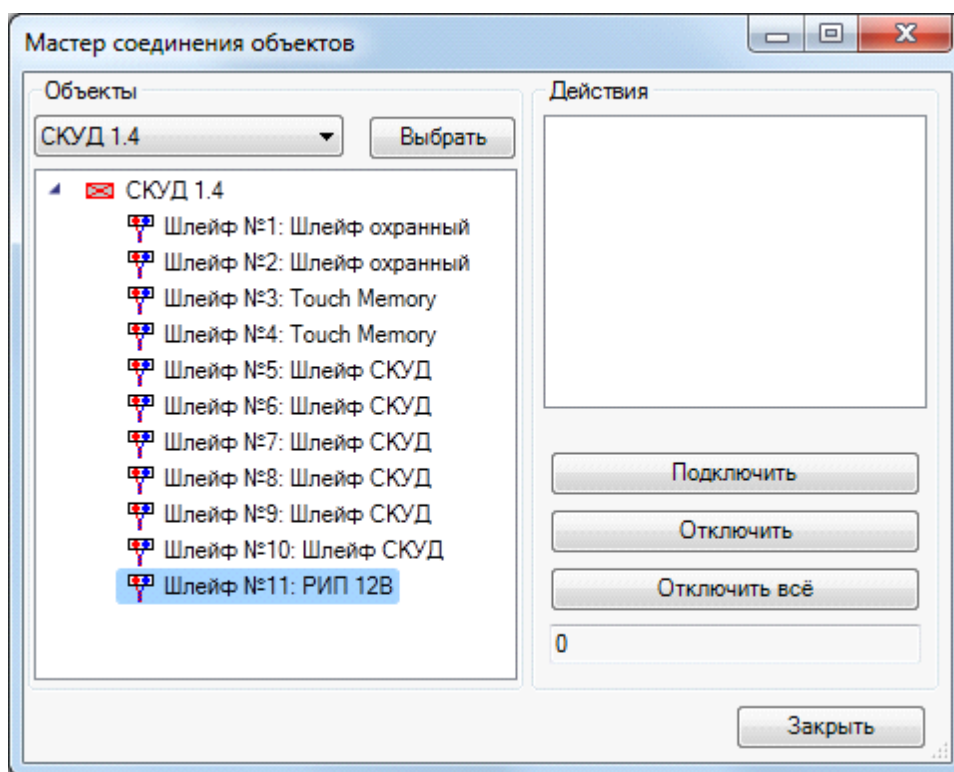 Мастер соединения объектов
Объекты
СКУД 1.4
Выбрать
СКУД 1.4
Шлейф №1: Шлейф охранный
Шлейф №2: Шлейф охранный
Шлейф №3: Touch Memory
Шлейф №4: Touch Memory
Шлейф №5: Шлейф СКУД
Шлейф №6: Шлейф СКУД
Шлейф №7: Шлейф СКУД
Шлейф №8: Шлейф СКУД
Шлейф №9: Шлейф СКУД
Шлейф №10: Шлейф СКУД
Шлейф №11: РИП 12В
Действия
Подключить
Отключить
Отключить всё
0
Закрыть